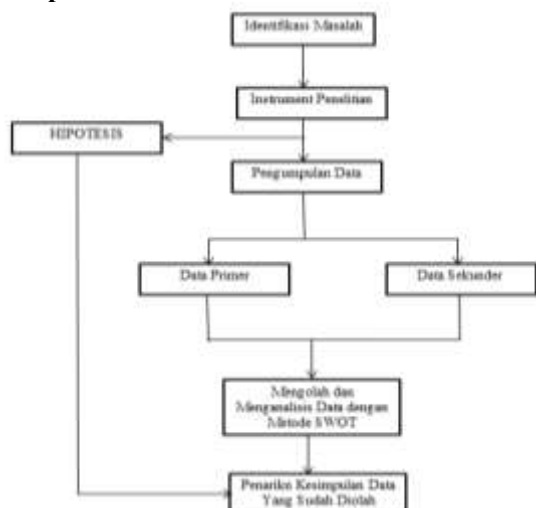 Identifikasi Masalah
Instrument Penelitian
HIPOTESIS
Pengumpulan Data
Data Primer
Data Sekunder
Mengolah dan
Menganalisis Data dengan
Metode SWOT
Penarikn Kesimpulan Data
Yang Sudah Diolah